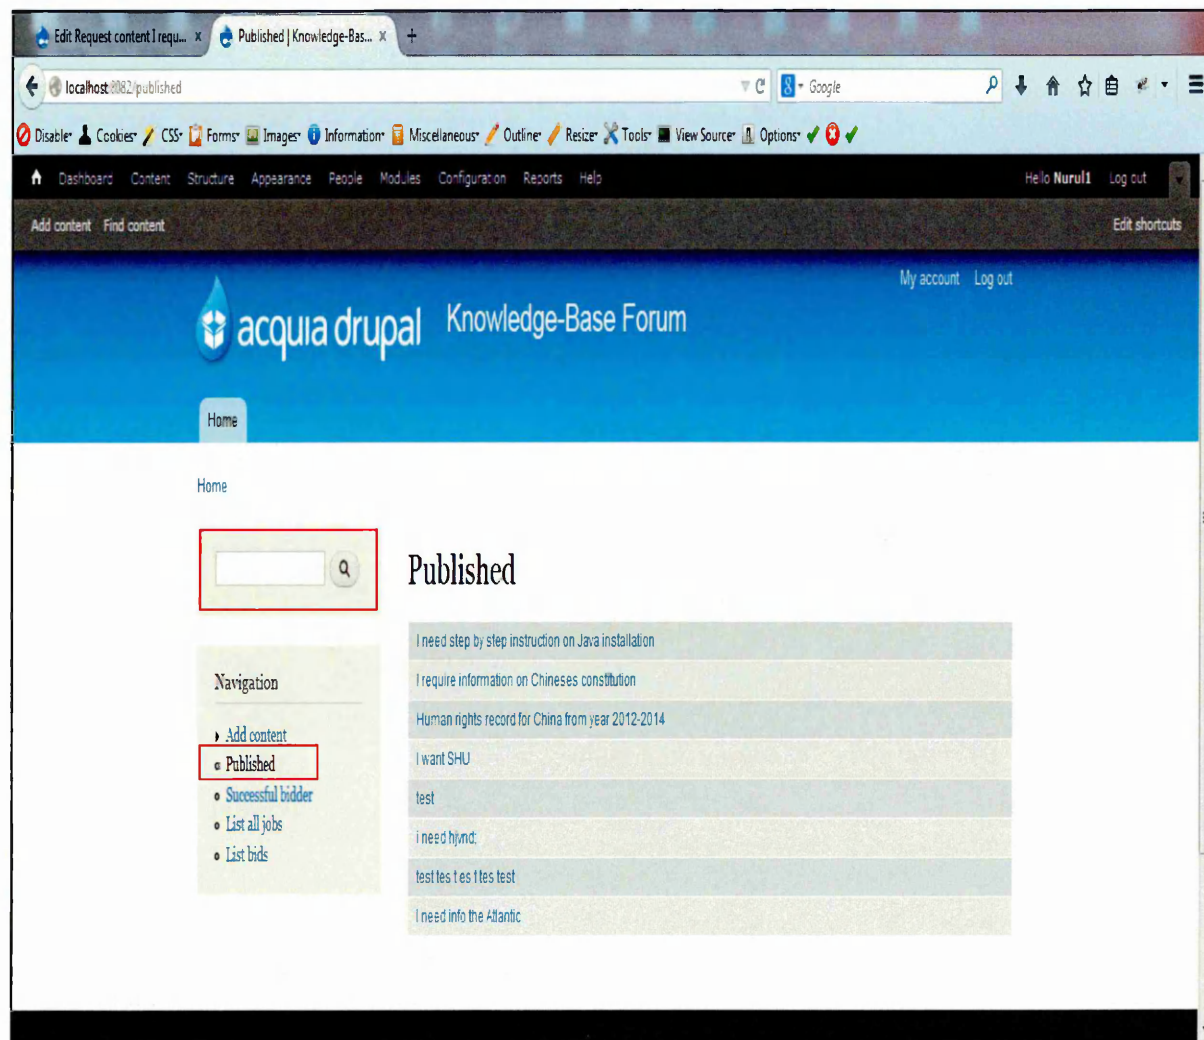 Edit Request content I requ... x Published | Knowledge-Bas... x +
localhost:8082/published Google
Disable Cookies CSS Forms Images Information Miscellaneous Outline Resize Tools View Source Options
Dashboard Content Structure Appearance People Modules Configuration Reports Help Hello Nurul1 Log out
Add content Find content Edit shortcuts
My account Log out
acquia drupal Knowledge-Base Forum
Home
Home
Published
I need step by step instruction on Java installation
I require information on Chineses constitution
Human rights record for China from year 2012-2014
I want SHU
test
i need
test tes t es t tes test
I need info the Atlantic
Navigation
Add content
Published
Successful bidder
List all jobs
List bids